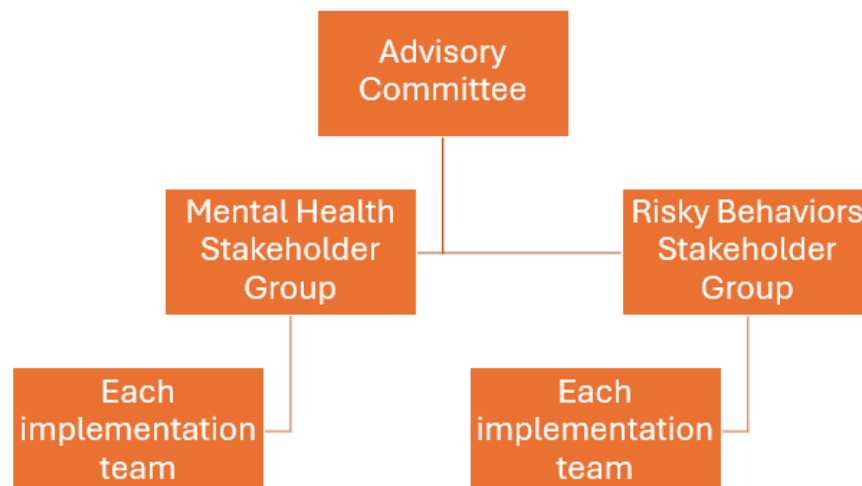 Advisory
Committee
Mental Health
Stakeholder
Group
Risky Behaviors
Stakeholder
Group
Each
implementation
team
Each
implementation
team